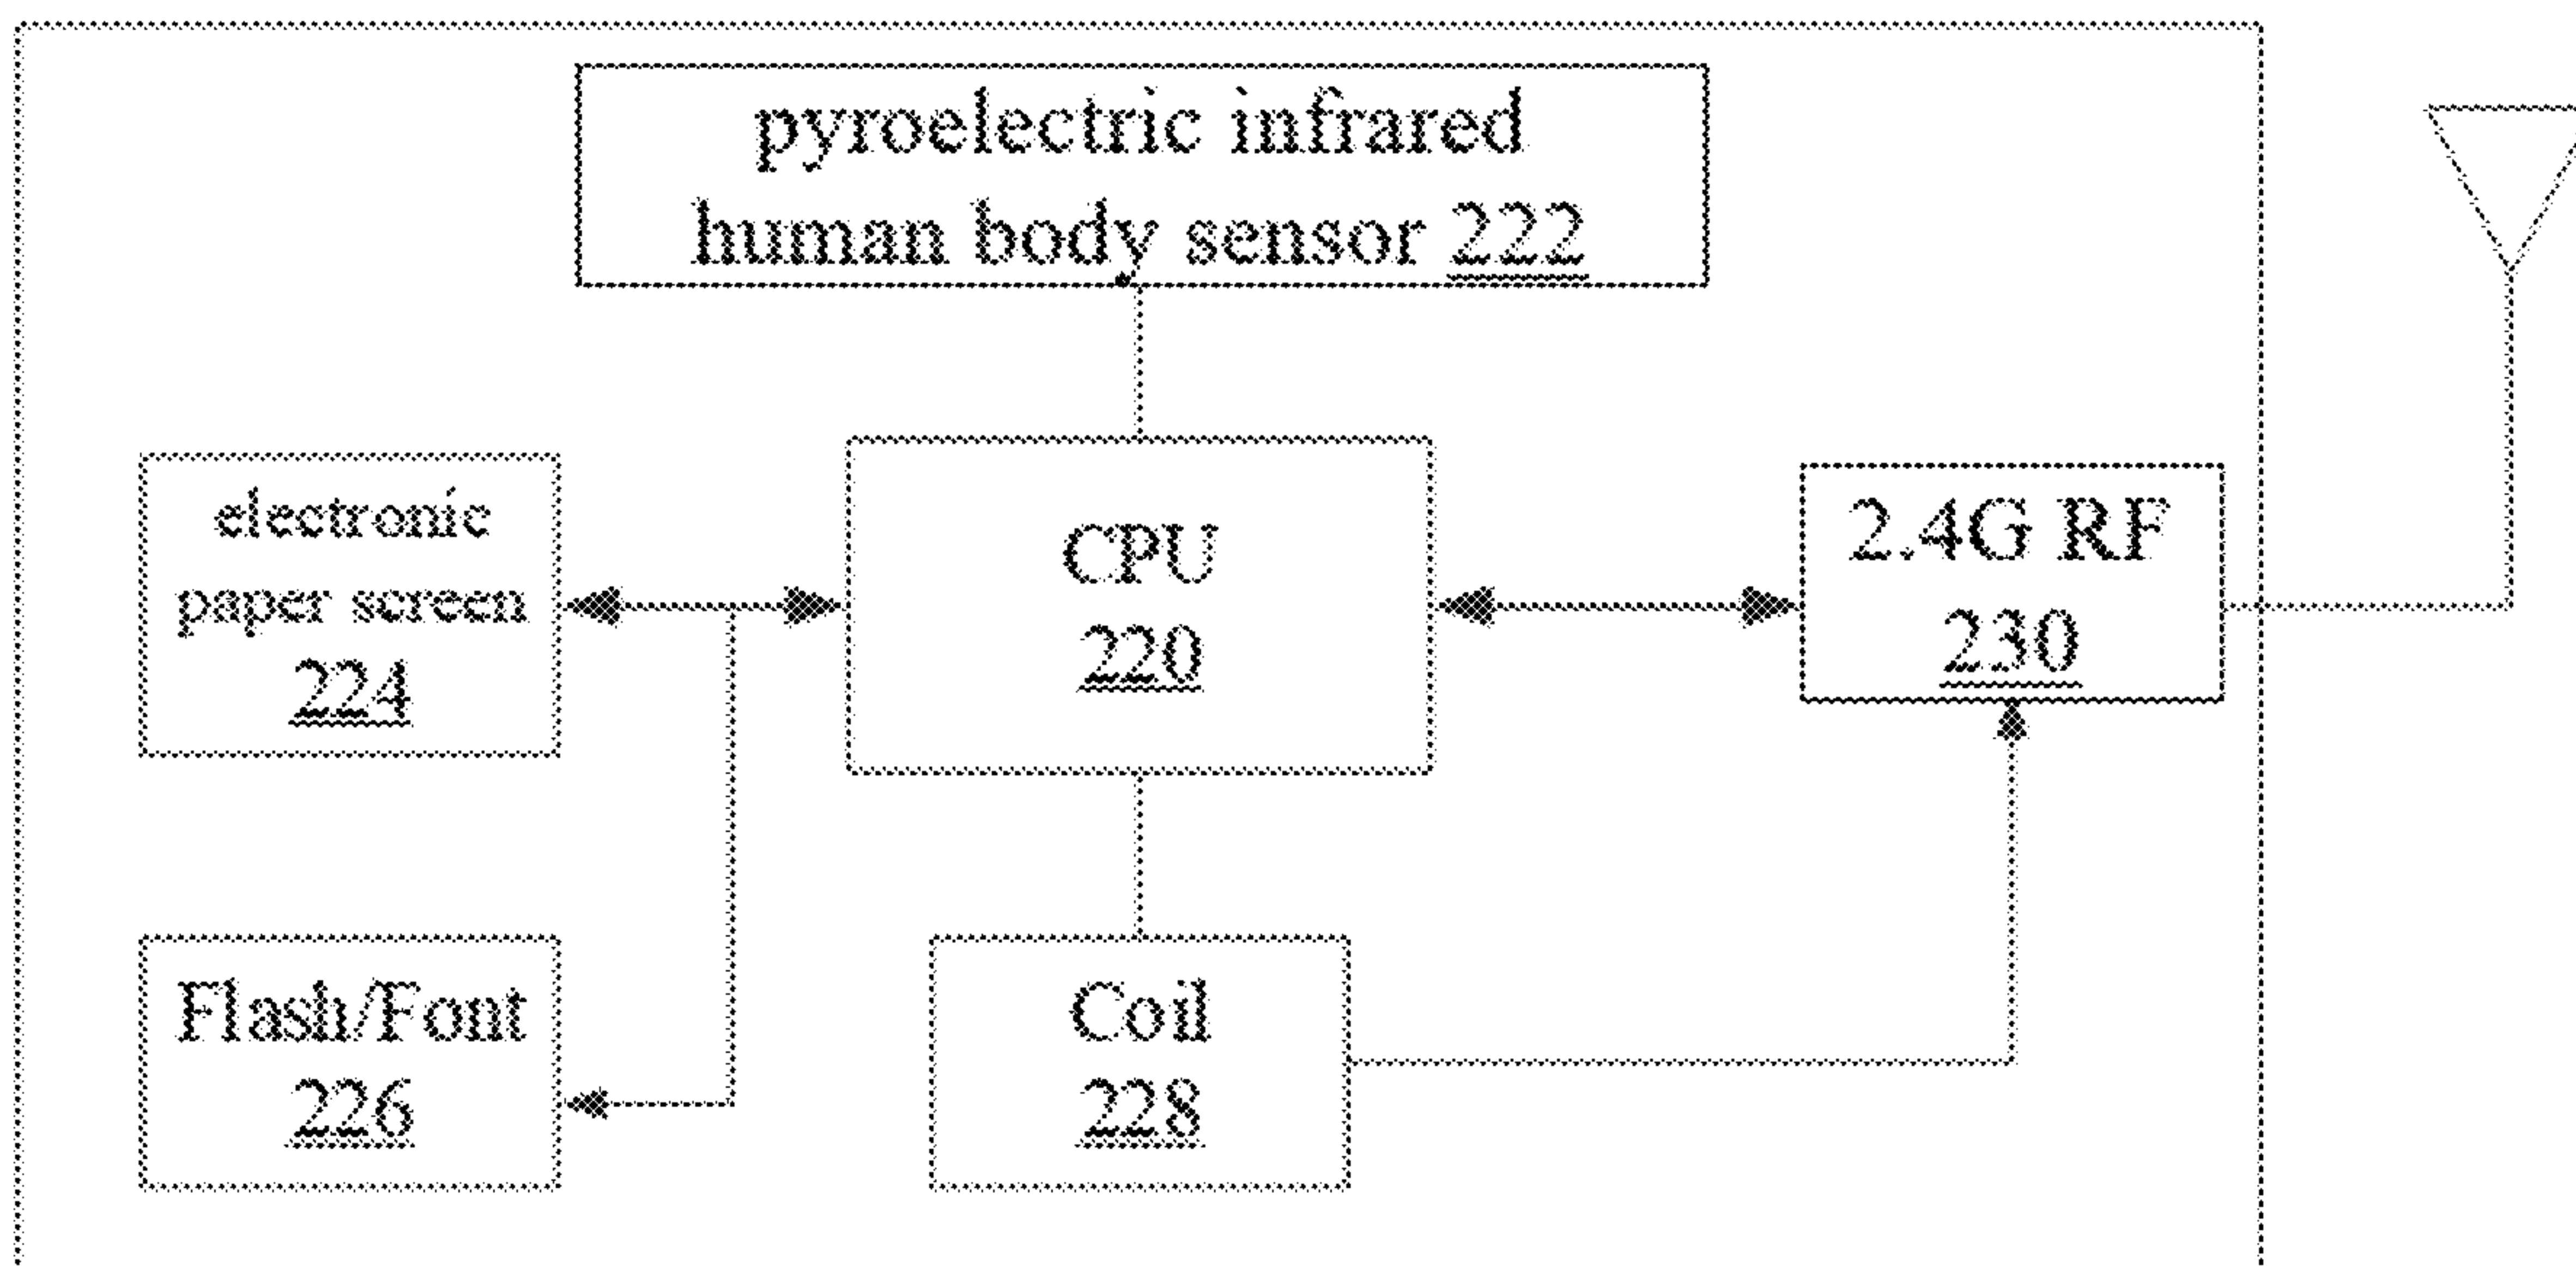 pyroelectric infrared
human body sensor 222
electronic
paper screen
224
CPU
220
2.4G RF
230
Flash/Font
226
Coil
228